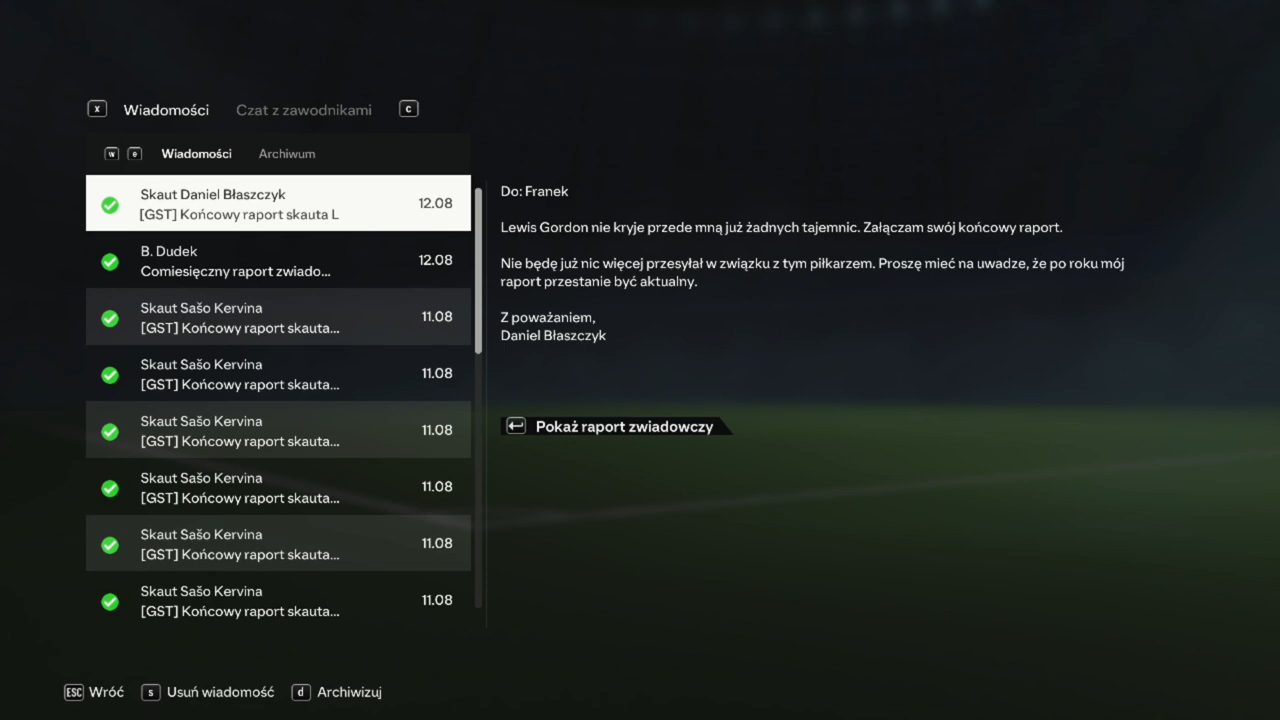 x Wiadomości Czat z zawodnikami c
w e Wiadomości Archiwum
Skaut Daniel Błaszczyk
[GST] Końcowy raport skauta L
12.08
B. Dudek
Comiesięczny raport zwiado...
12.08
Skaut Sašo Kervina
[GST] Końcowy raport skauta...
11.08
Skaut Sašo Kervina
[GST] Końcowy raport skauta...
11.08
Skaut Sašo Kervina
[GST] Końcowy raport skauta...
11.08
Skaut Sašo Kervina
[GST] Końcowy raport skauta...
11.08
Skaut Sašo Kervina
[GST] Końcowy raport skauta...
11.08
Skaut Sašo Kervina
[GST] Końcowy raport skauta...
11.08
Do: Franek
Lewis Gordon nie kryje przede mną już żadnych tajemnic. Załączam swój końcowy raport.
Nie będę już nic więcej przesyłał w związku z tym piłkarzem. Proszę mieć na uwadze, że po roku mój
raport przestanie być aktualny.
Z poważaniem,
Daniel Błaszczyk
Pokaż raport zwiadowczy
ESC Wróć s Usuń wiadomość d Archiwizuj